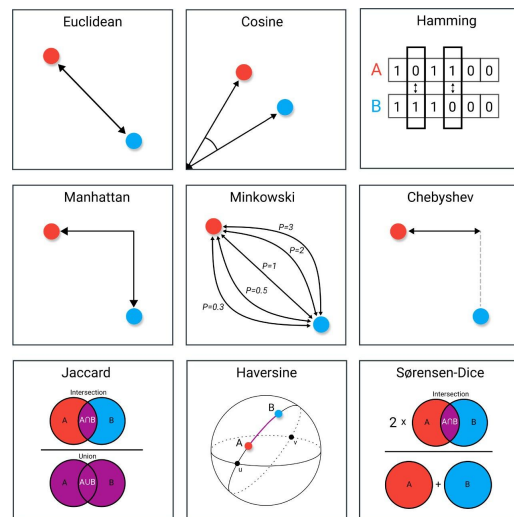 Euclidean
Cosine
Hamming
A 1 0 1 1 0 0
B 1 1 1 0 0 0
Manhattan
Minkowski
P=3
P=2
P=1
P=0.5
P=0.3
Chebyshev
Jaccard
Intersection
A A∩B B
Union
A A∪B B
Haversine
B
A
v
u
Sørensen-Dice
Intersection
2 x A A∩B B
A + B